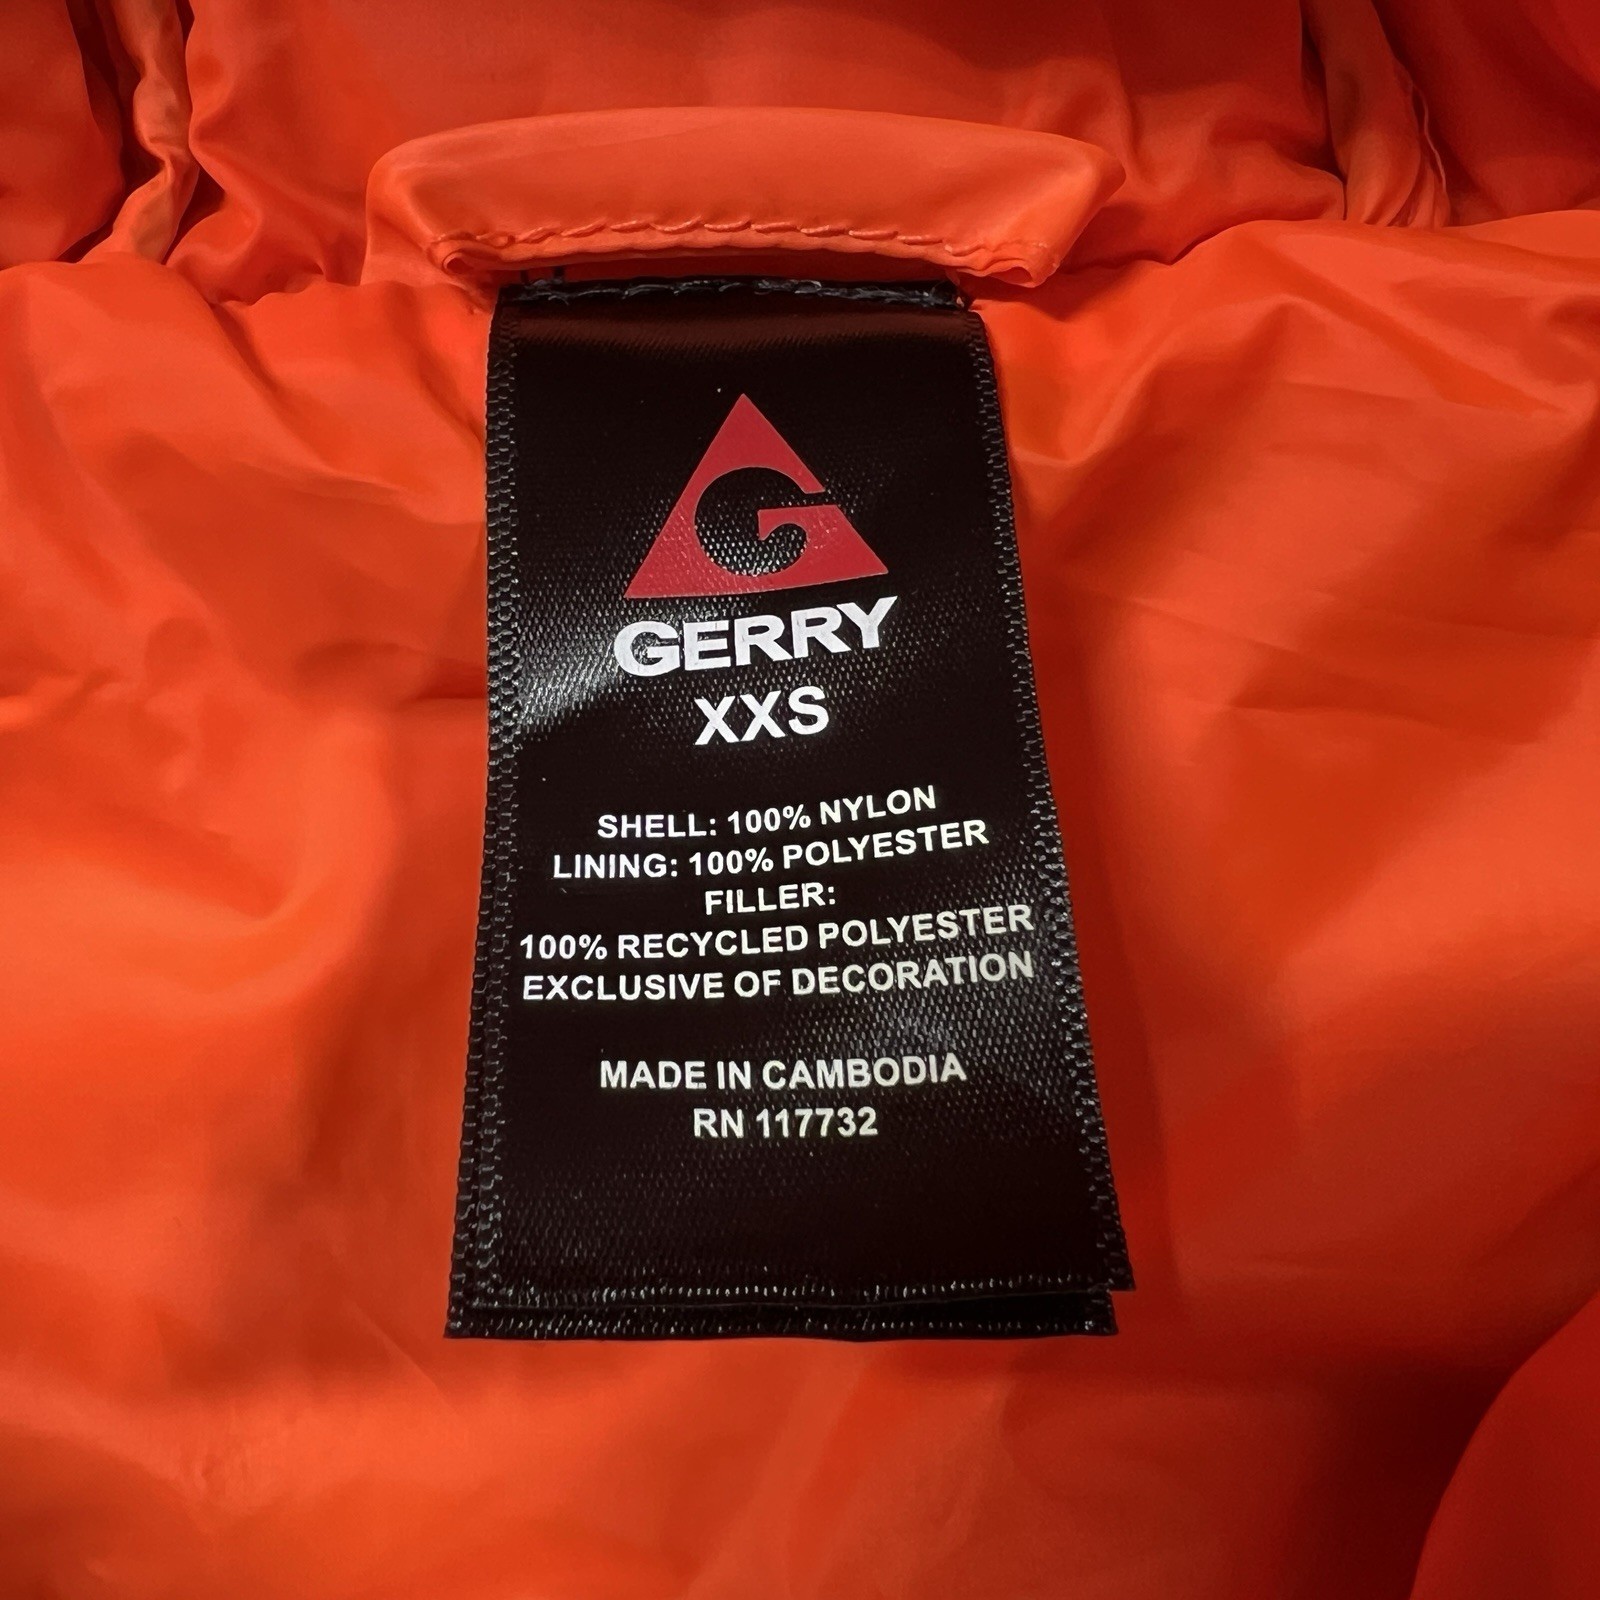 G
GERRY
XXS
SHELL: 100% NYLON
LINING: 100% POLYESTER
FILLER:
100% RECYCLED POLYESTER
EXCLUSIVE OF DECORATION
MADE IN CAMBODIA
RN 117732